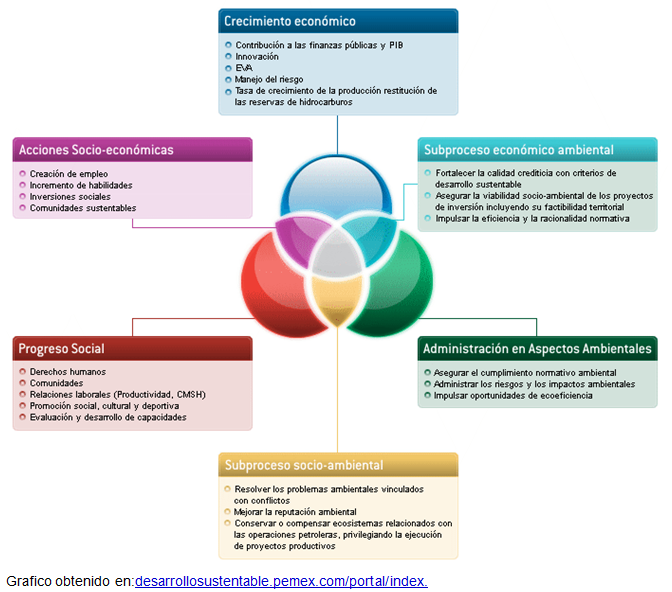 Crecimiento económico
Contribución a las finanzas públicas y PIB
Innovación
EVA
Manejo del riesgo
Tasa de crecimiento de la producción restitución de
las reservas de hidrocarburos
Acciones Socio-económicas
Creación de empleo
Incremento de habilidades
Inversiones sociales
Comunidades sustentables
Subproceso económico ambiental
Fortalecer la calidad crediticia con criterios de
desarrollo sustentable
Asegurar la viabilidad socio-ambiental de los proyectos
de inversión incluyendo su factibilidad territorial
Impulsar la eficiencia y la racionalidad normativa
Progreso Social
Derechos humanos
Comunidades
Relaciones laborales (Productividad, CMSH)
Promoción social, cultural y deportiva
Evaluación y desarrollo de capacidades
Administración en Aspectos Ambientales
Asegurar el cumplimiento normativo ambiental
Administrar los riesgos y los impactos ambientales
Impulsar oportunidades de ecoeficiencia
Subproceso socio-ambiental
Resolver los problemas ambientales vinculados
con conflictos
Mejorar la reputación ambiental
Conservar o compensar ecosistemas relacionados con
las operaciones petroleras, privilegiando la ejecución
de proyectos productivos
Grafico obtenido en:desarrollosustentable.pemex.com/portal/index.